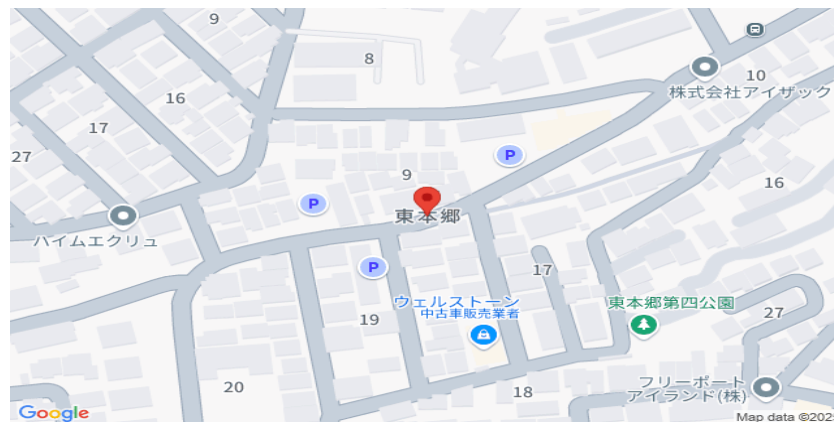 9
8
16
17
27
10
株式会社アイザック
P
9
16
P
東本郷
ハイムエクリュ
P
17
ウェルストーン
中古車販売業者
東本郷第四公園
19
27
20
18
フリーポート
アイランド(株)
Google
Map data ©202